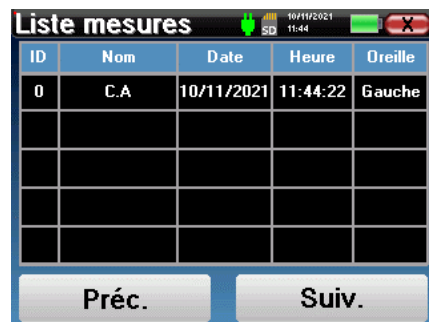 Liste mesures SD 10/11/2021 11:44 X
ID Nom Date Heure Oreille
0 C.A 10/11/2021 11:44:22 Gauche
Préc. Suiv.